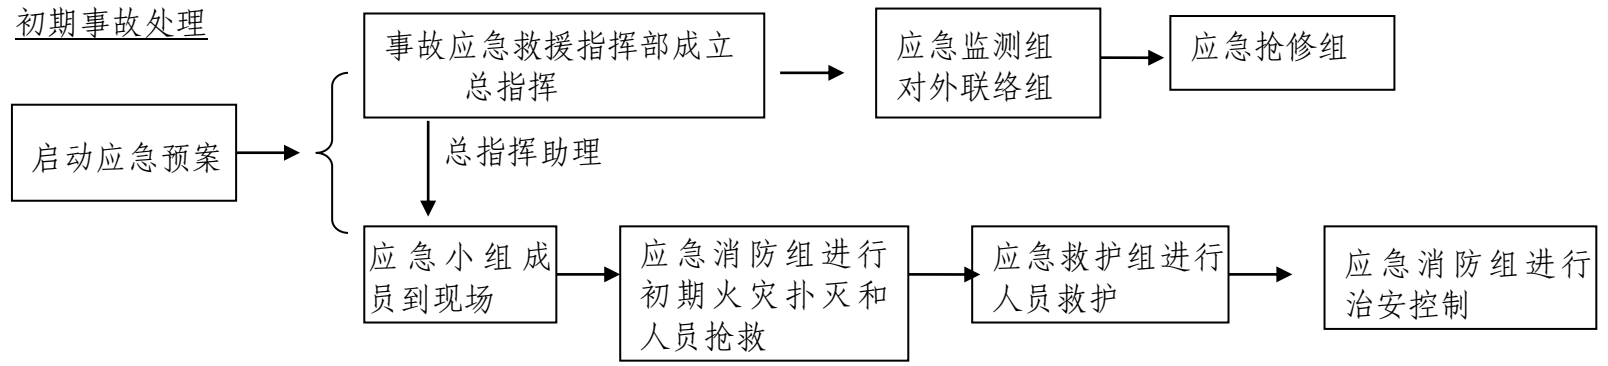 初期事故处理
事故应急救援指挥部成立
总指挥
应急监测组
对外联络组
应急抢修组
启动应急预案
总指挥助理
应急小组成
员到现场
应急消防组进行
初期火灾扑灭和
人员抢救
应急救护组进行
人员救护
应急消防组进行
治安控制